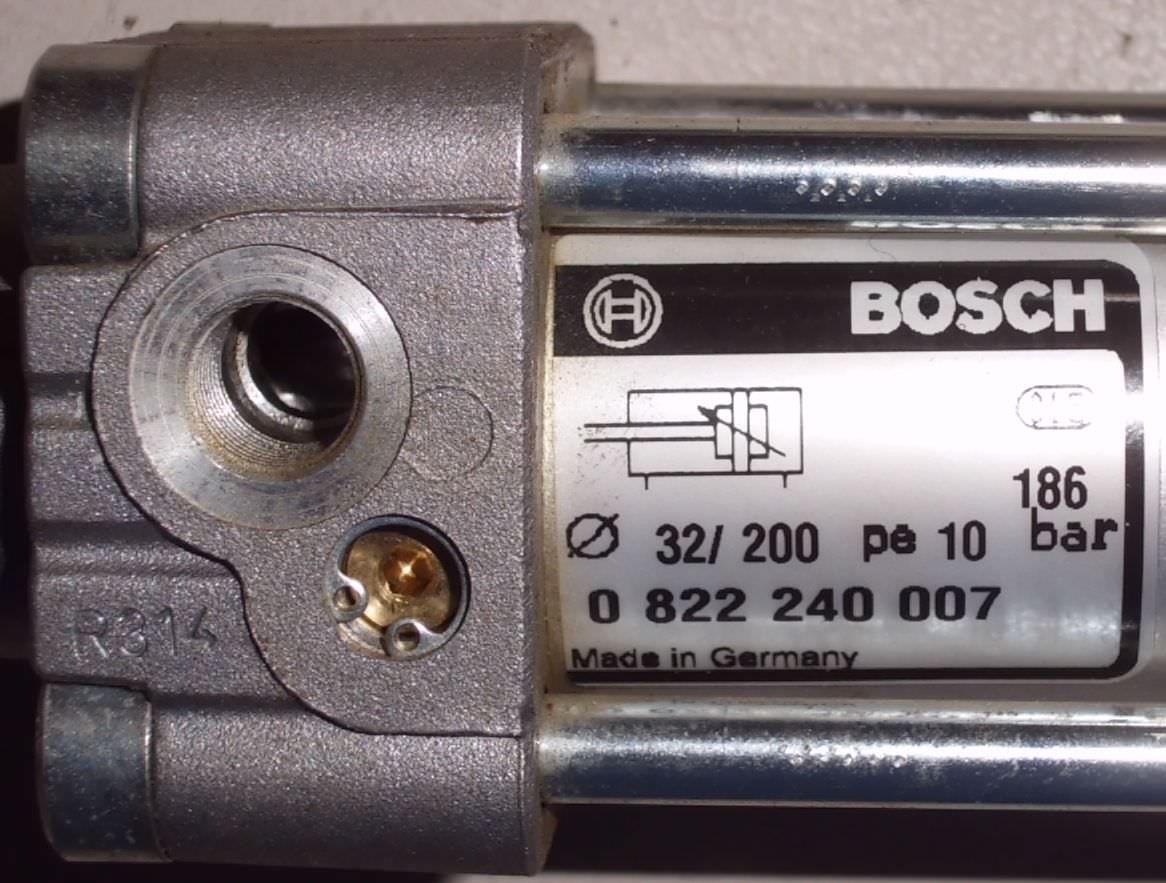 BOSCH
186
Ø 32/ 200 pe 10 bar
0 822 240 007
Made in Germany
R314